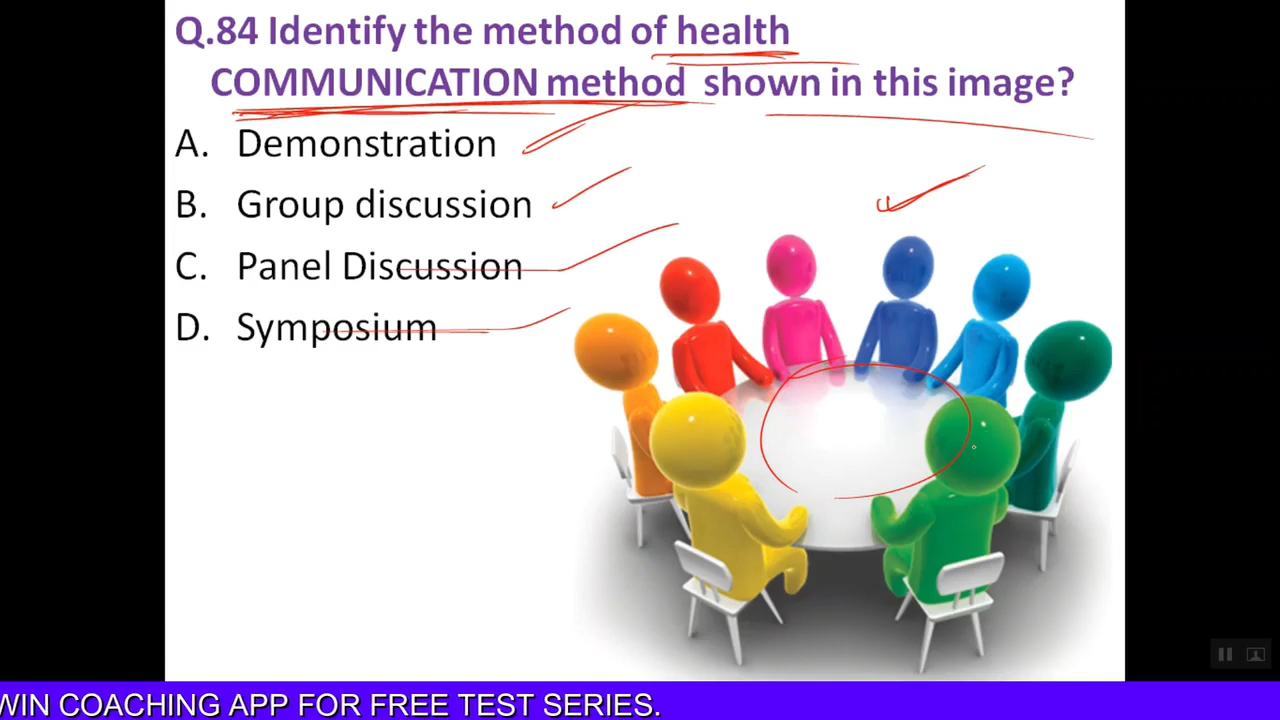 Q.84 Identify the method of health
COMMUNICATION method shown in this image?
A. Demonstration
B. Group discussion
C. Panel Discussion
D. Symposium
WIN COACHING APP FOR FREE TEST SERIES.